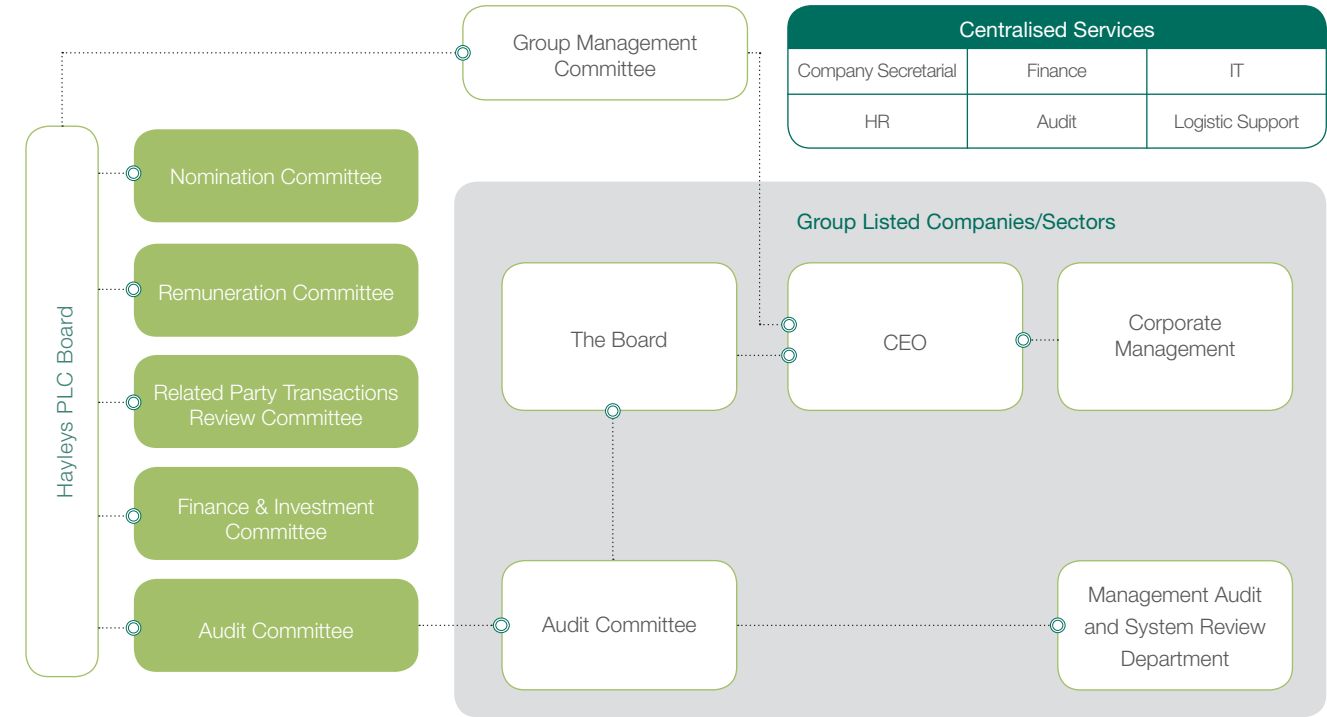 Group Management
Committee
Centralised Services
Company Secretarial
Finance
IT
HR
Audit
Logistic Support
Hayleys PLC Board
Nomination Committee
Remuneration Committee
Related Party Transactions
Review Committee
Finance & Investment
Committee
Audit Committee
Group Listed Companies/Sectors
The Board
CEO
Corporate
Management
Audit Committee
Management Audit
and System Review
Department